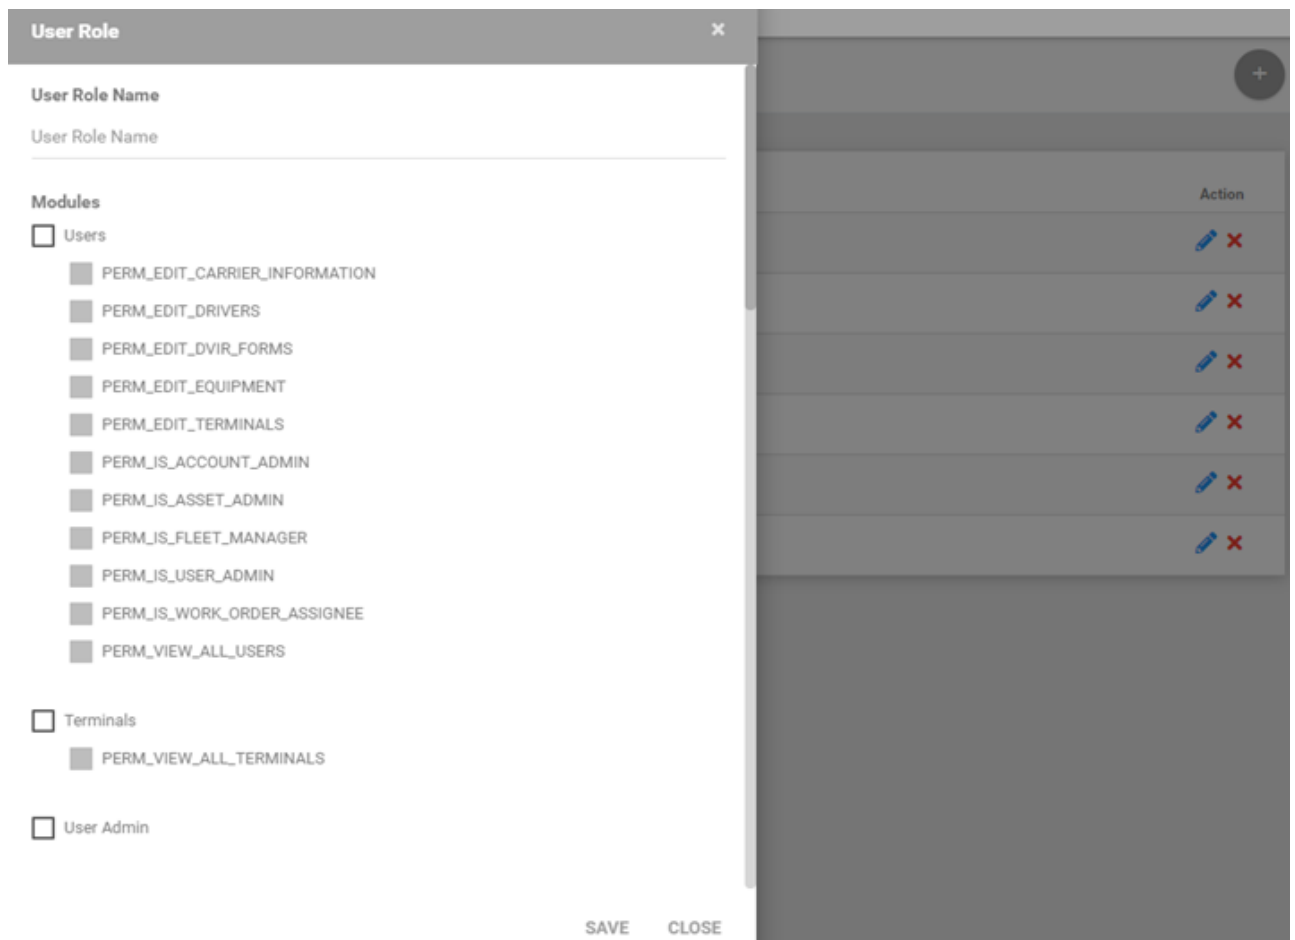 User Role
User Role Name
User Role Name
Modules
Users
PERM_EDIT_CARRIER_INFORMATION
PERM_EDIT_DRIVERS
PERM_EDIT_DVIR_FORMS
PERM_EDIT_EQUIPMENT
PERM_EDIT_TERMINALS
PERM_IS_ACCOUNT_ADMIN
PERM_IS_ASSET_ADMIN
PERM_IS_FLEET_MANAGER
PERM_IS_USER_ADMIN
PERM_IS_WORK_ORDER_ASSIGNEE
PERM_VIEW_ALL_USERS
Terminals
PERM_VIEW_ALL_TERMINALS
User Admin
SAVE CLOSE
Action